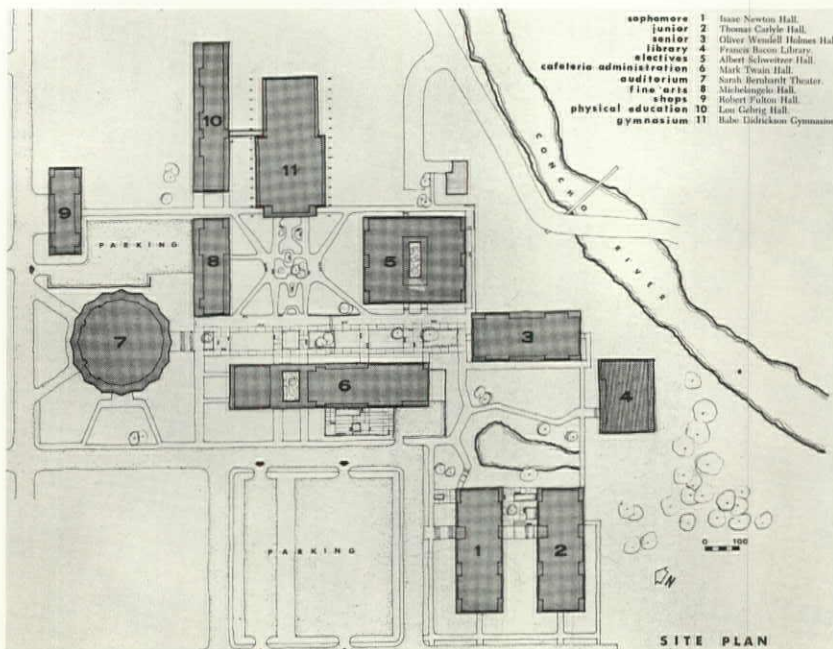 sophomore 1 Isaac Newton Hall.
junior 2 Thomas Carlyle Hall.
senior 3 Oliver Wendell Holmes Hal
library 4 Francis Bacon Library.
electives 5 Albert Schweitzer Hall.
cafeteria administration 6 Mark Twain Hall.
auditorium 7 Sarah Bernhardt Theater.
fine arts 8 Michelangelo Hall.
shops 9 Robert Fulton Hall.
physical education 10 Lou Gehrig Hall.
gymnasium 11 Babe Didrickson Gymnasium
CONCHO RIVER
10
11
9
PARKING
8
5
7
3
6
4
PARKING
1
2
0 100
N
SITE PLAN